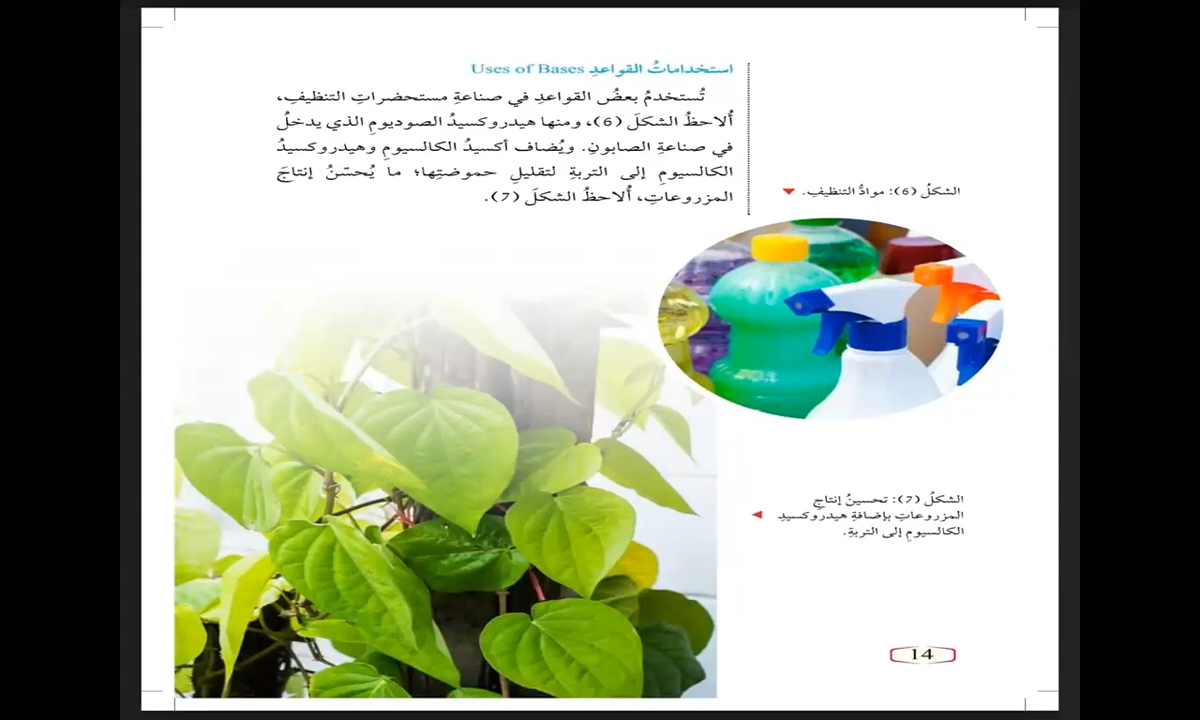 استخداماتُ القواعدِ Uses of Bases
تُستخدمُ بعضُ القواعدِ في صناعةِ مستحضراتِ التنظيفِ،
أُلاحظُ الشكلَ (6)، ومنها هيدروكسيدُ الصوديومِ الذي يدخلُ
في صناعةِ الصابونِ. ويُضاف أكسيدُ الكالسيومِ وهيدروكسيدُ
الكالسيومِ إلى التربةِ لتقليلِ حموضتِها؛ ما يُحسّنُ إنتاجَ
المزروعاتِ، أُلاحظُ الشكلَ (7).
الشكلُ (6): موادُّ التنظيفِ.
الشكلُ (7): تحسينُ إنتاجِ
المزروعاتِ بإضافةِ هيدروكسيدِ
الكالسيومِ إلى التربةِ.
14